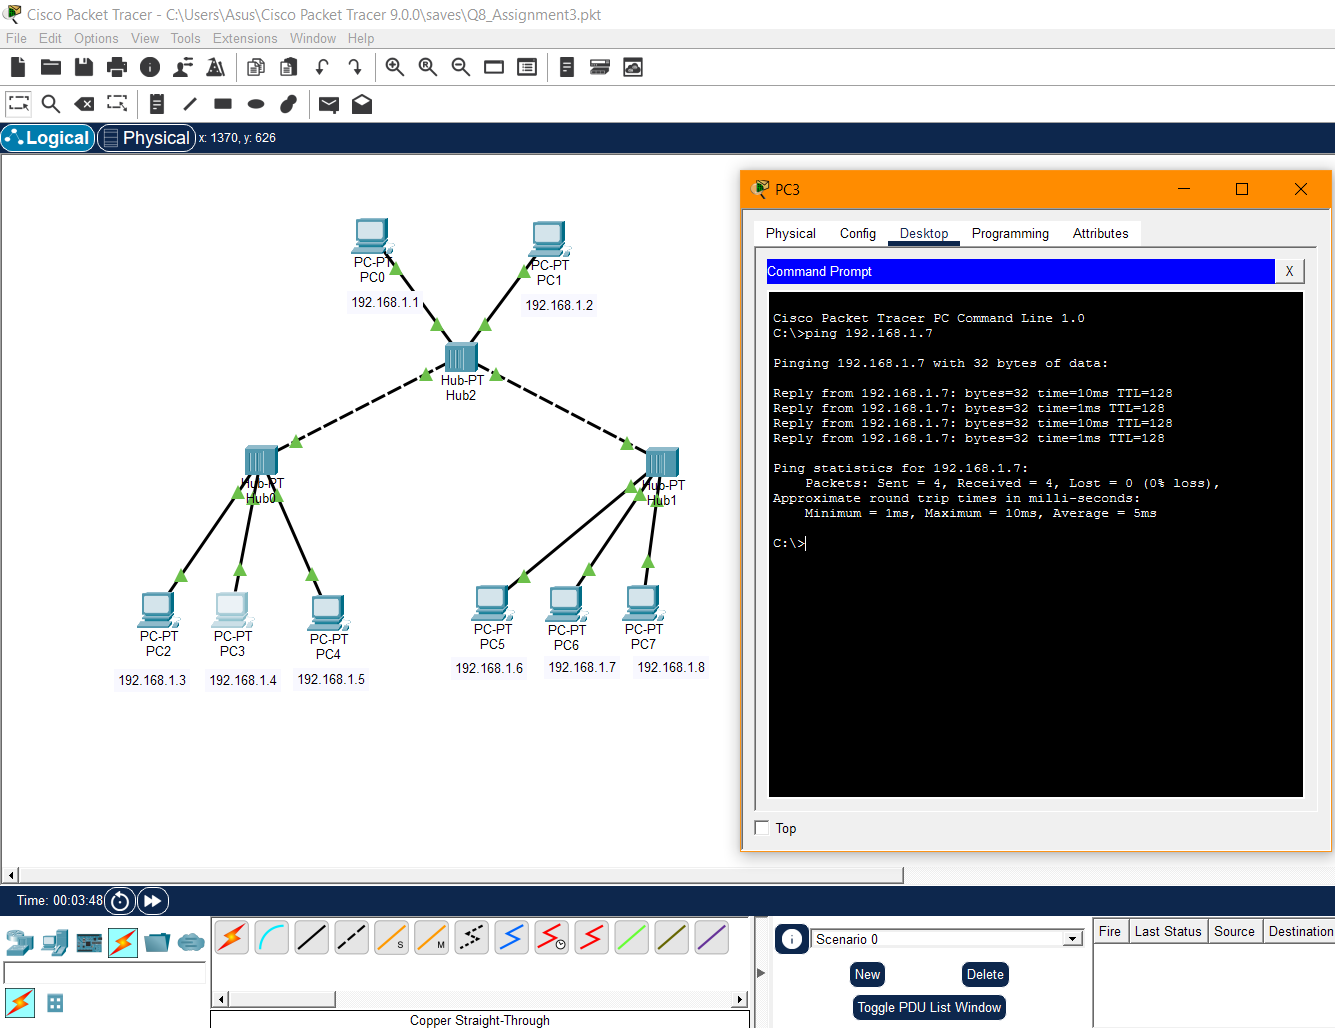 Cisco Packet Tracer - C:\Users\Asus\Cisco Packet Tracer 9.0.0\saves\Q8_Assignment3.pkt
File Edit Options View Tools Extensions Window Help
Logical Physical x: 1370, y: 626
PC-PT
PC0
192.168.1.1
PC-PT
PC1
192.168.1.2
Hub-PT
Hub2
Hub-PT
Hub0
Hub-PT
Hub1
PC-PT
PC2
192.168.1.3
PC-PT
PC3
192.168.1.4
PC-PT
PC4
192.168.1.5
PC-PT
PC5
192.168.1.6
PC-PT
PC6
192.168.1.7
PC-PT
PC7
192.168.1.8
PC3
Physical Config Desktop Programming Attributes
Command Prompt X
Cisco Packet Tracer PC Command Line 1.0
C:\>ping 192.168.1.7
Pinging 192.168.1.7 with 32 bytes of data:
Reply from 192.168.1.7: bytes=32 time=10ms TTL=128
Reply from 192.168.1.7: bytes=32 time=1ms TTL=128
Reply from 192.168.1.7: bytes=32 time=10ms TTL=128
Reply from 192.168.1.7: bytes=32 time=1ms TTL=128
Ping statistics for 192.168.1.7:
Packets: Sent = 4, Received = 4, Lost = 0 (0% loss),
Approximate round trip times in milli-seconds:
Minimum = 1ms, Maximum = 10ms, Average = 5ms
C:\>
Top
Time: 00:03:48
S M
Copper Straight-Through
Scenario 0
New Delete
Toggle PDU List Window
Fire Last Status Source Destination